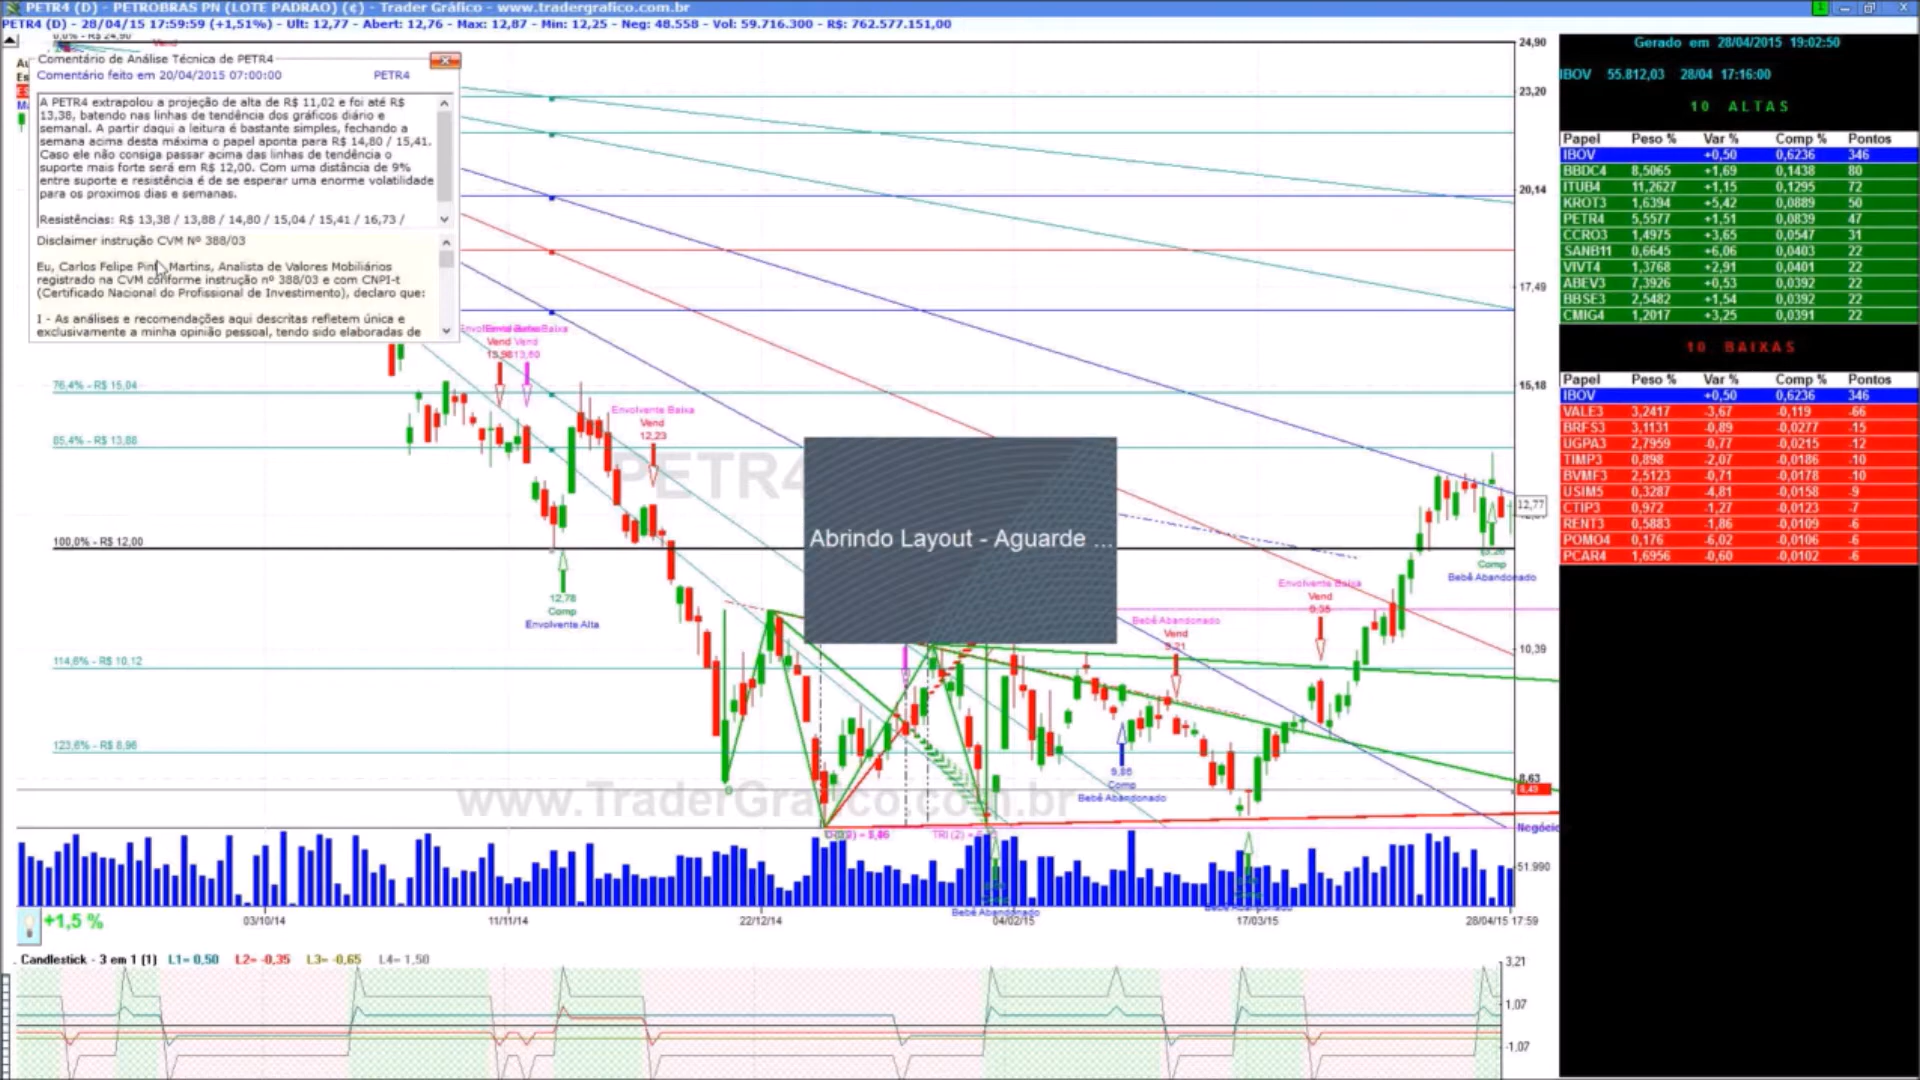 PETR4 (D) - PETROBRAS PN (LOTE PADRAO) (¢) - Trader Gráfico - www.tradergrafico.com.br
PETR4 (D) - 28/04/15 17:59:59 (+1,51%) - Ult: 12,77 - Abert: 12,76 - Max: 12,87 - Min: 12,25 - Neg: 48.558 - Vol: 59.716.300 - R$: 762.577.151,00
0,0% - R$ 24,90
Comentário de Análise Técnica de PETR4
Comentário feito em 20/04/2015 07:00:00 PETR4
A PETR4 extrapolou a projeção de alta de R$ 11,02 e foi até R$
13,38, batendo nas linhas de tendência dos gráficos diário e
semanal. A partir daqui a leitura é bastante simples, fechando a
semana acima desta máxima o papel aponta para R$ 14,80 / 15,41.
Caso ele não consiga passar acima das linhas de tendência o
suporte mais forte será em R$ 12,00. Com uma distância de 9%
entre suporte e resistência é de se esperar uma enorme volatilidade
para os proximos dias e semanas.
Resistências: R$ 13,38 / 13,88 / 14,80 / 15,04 / 15,41 / 16,73 /
Disclaimer instrução CVM Nº 388/03
Eu, Carlos Felipe Martins, Analista de Valores Mobiliários
registrado na CVM conforme instrução nº 388/03 e com CNPI-t
(Certificado Nacional do Profissional de Investimento), declaro que:
I - As análises e recomendações aqui descritas refletem única e
exclusivamente a minha opinião pessoal, tendo sido elaboradas de
24,90
23,20
20,14
17,49
15,18
12,77
10,39
8,63
8,49
Negócio
51.990
Vend Vend
Envolvente Baixa
Vend
12,23
76,4% - R$ 15,04
85,4% - R$ 13,88
100,0% - R$ 12,00
114,6% - R$ 10,12
123,6% - R$ 8,96
12,78
Comp
Envolvente Alta
PETR4
Abrindo Layout - Aguarde ...
Bebê Abandonado
Vend
Envolvente Baixa
Vend
Comp
Bebê Abandonado
9,86
Comp
Bebê Abandonado
www.TraderGrafico.com.br
Bebê Abandonado
03/10/14 11/11/14 22/12/14 04/02/15 17/03/15 28/04/15 17:59
+1,5 %
Candlestick - 3 em 1 (1) L1= 0,50 L2= -0,35 L3= -0,65 L4= 1,50
3,21
1,07
-1,07
Gerado em 28/04/2015 19:02:50
IBOV 55.812,03 28/04 17:16:00
10 ALTAS
Papel Peso % Var % Comp % Pontos
IBOV +0,50 0,6236 346
BBDC4 8,5065 +1,69 0,1438 80
ITUB4 11,2627 +1,15 0,1295 72
KROT3 1,6394 +5,42 0,0889 50
PETR4 5,5577 +1,51 0,0839 47
CCRO3 1,4975 +3,65 0,0547 31
SANB11 0,6645 +6,06 0,0403 22
VIVT4 1,3768 +2,91 0,0401 22
ABEV3 7,3926 +0,53 0,0392 22
BBSE3 2,5482 +1,54 0,0392 22
CMIG4 1,2017 +3,25 0,0391 22
10 BAIXAS
Papel Peso % Var % Comp % Pontos
IBOV +0,50 0,6236 346
VALE3 3,2417 -3,67 -0,119 -66
BRFS3 3,1131 -0,89 -0,0277 -15
UGPA3 2,7959 -0,77 -0,0215 -12
TIMP3 0,898 -2,07 -0,0186 -10
BVMF3 2,5123 -0,71 -0,0178 -10
USIM5 0,3287 -4,81 -0,0158 -9
CTIP3 0,972 -1,27 -0,0123 -7
RENT3 0,5883 -1,86 -0,0109 -6
POMO4 0,176 -6,02 -0,0106 -6
PCAR4 1,6956 -0,60 -0,0102 -6